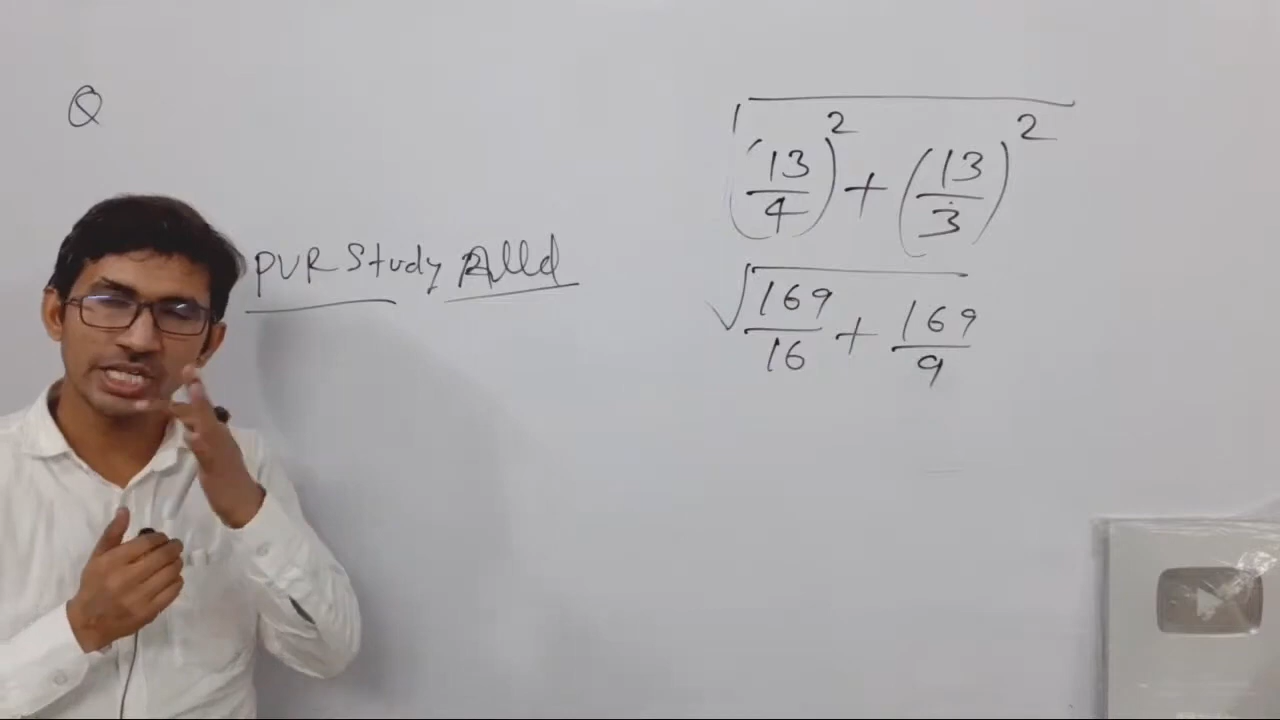 Q
PVR Study Alld
√((13/4)² + (13/3)²)
√(169/16 + 169/9)